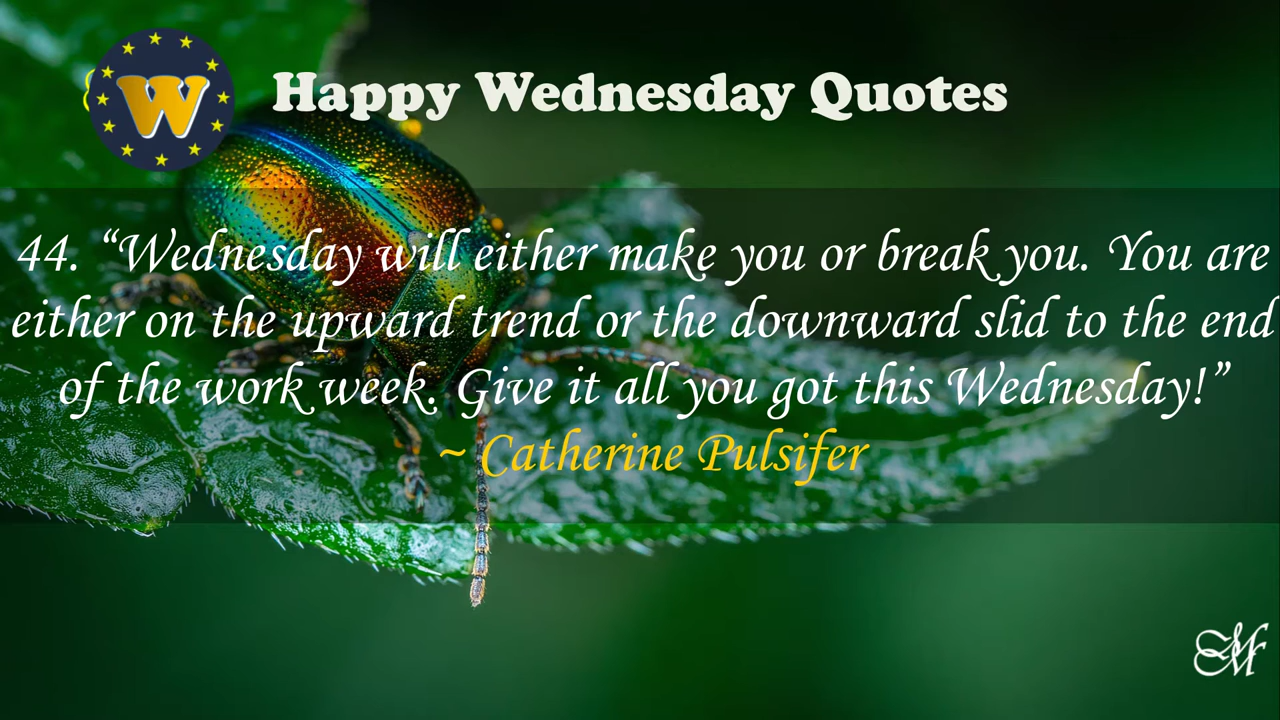 W
Happy Wednesday Quotes
44. “Wednesday will either make you or break you. You are
either on the upward trend or the downward slid to the end
of the work week. Give it all you got this Wednesday!”
~ Catherine Pulsifer